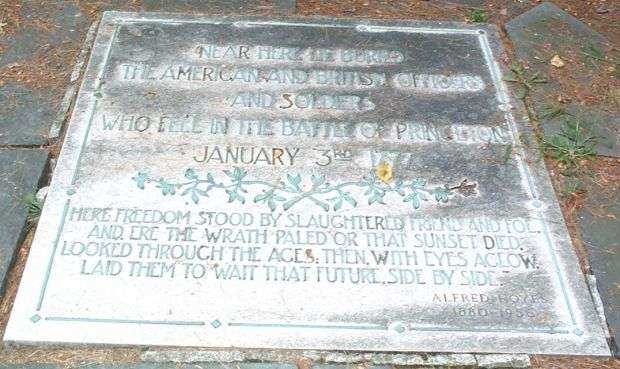 NEAR HERE LIE BURIED
THE AMERICAN AND BRITISH OFFICERS
AND SOLDIERS
WHO FELL IN THE BATTLE OF PRINCETON
JANUARY 3RD 1777
HERE FREEDOM STOOD BY SLAUGHTERED FRIEND AND FOE,
AND, ERE THE WRATH PALED OR THAT SUNSET DIED,
LOOKED THROUGH THE AGES; THEN, WITH EYES AGLOW,
LAID THEM TO WAIT THAT FUTURE, SIDE BY SIDE.
ALFRED NOYES
1880-1958